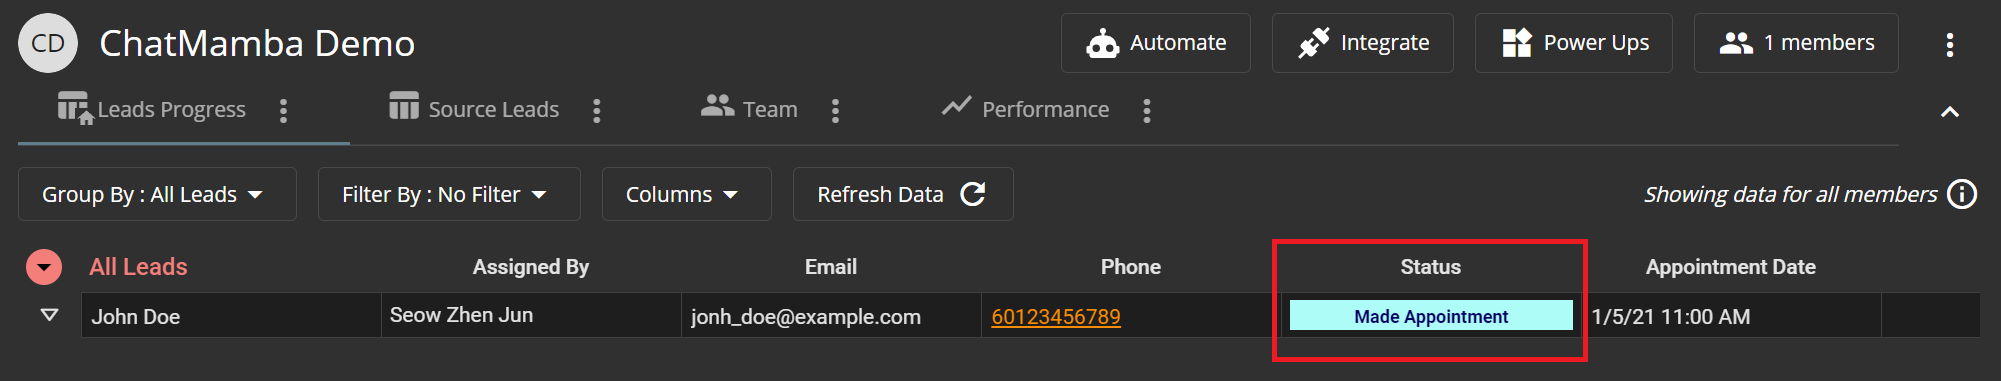 CD ChatMamba Demo Automate Integrate Power Ups 1 members
Leads Progress Source Leads Team Performance
Group By : All Leads Filter By : No Filter Columns Refresh Data Showing data for all members
All Leads Assigned By Email Phone Status Appointment Date
John Doe Seow Zhen Jun jonh_doe@example.com 60123456789 Made Appointment 1/5/21 11:00 AM